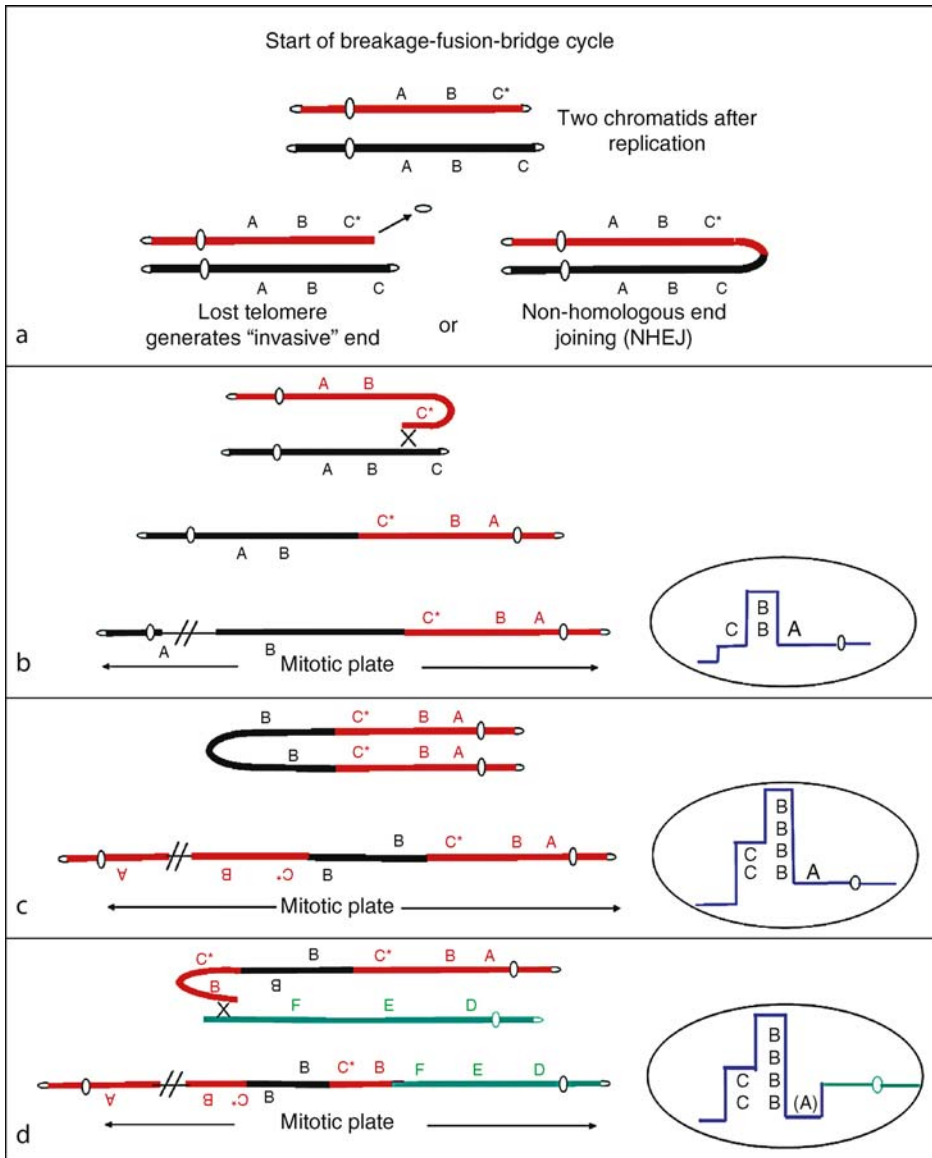 Start of breakage-fusion-bridge cycle
A B C*
Two chromatids after
replication
A B C
A B C*
A B C*
A B C
A B C
Lost telomere
generates “invasive” end
or
Non-homologous end
joining (NHEJ)
a
A B
C*
A B C
C* B A
A B
C* B A
A
B
Mitotic plate
b
B
C B A
B C* B A
B C* B A
B C* B A
A B C* B
Mitotic plate
c
B
B
C B
C B A
C* B C* B A
B B
F E D
B C* B F E D
A B C* B
Mitotic plate
d
B
B
C B
C B (A)